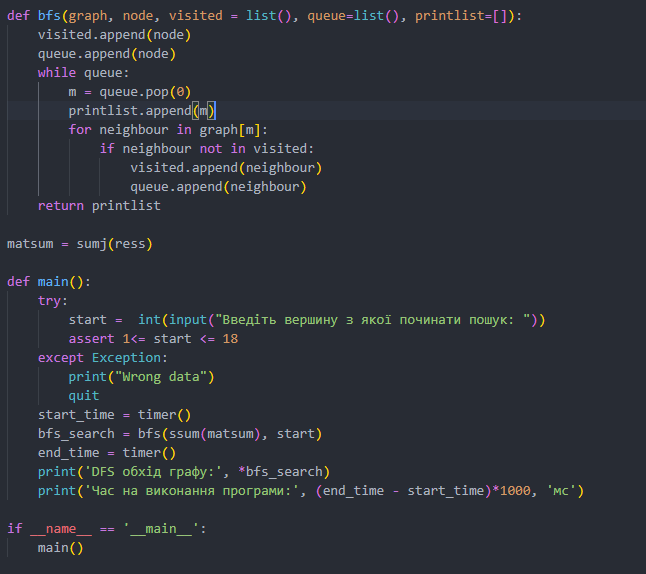 def bfs(graph, node, visited = list(), queue=list(), printlist=[]):
    visited.append(node)
    queue.append(node)
    while queue:
        m = queue.pop(0)
        printlist.append(m)
        for neighbour in graph[m]:
            if neighbour not in visited:
                visited.append(neighbour)
                queue.append(neighbour)
    return printlist

matsum = sumj(ress)

def main():
    try:
        start =  int(input("Введіть вершину з якої починати пошук: "))
        assert 1<= start <= 18
    except Exception:
        print("Wrong data")
        quit
    start_time = timer()
    bfs_search = bfs(ssum(matsum), start)
    end_time = timer()
    print('DFS обхід графу:', *bfs_search)
    print('Час на виконання програми:', (end_time - start_time)*1000, 'мс')

if __name__ == '__main__':
    main()